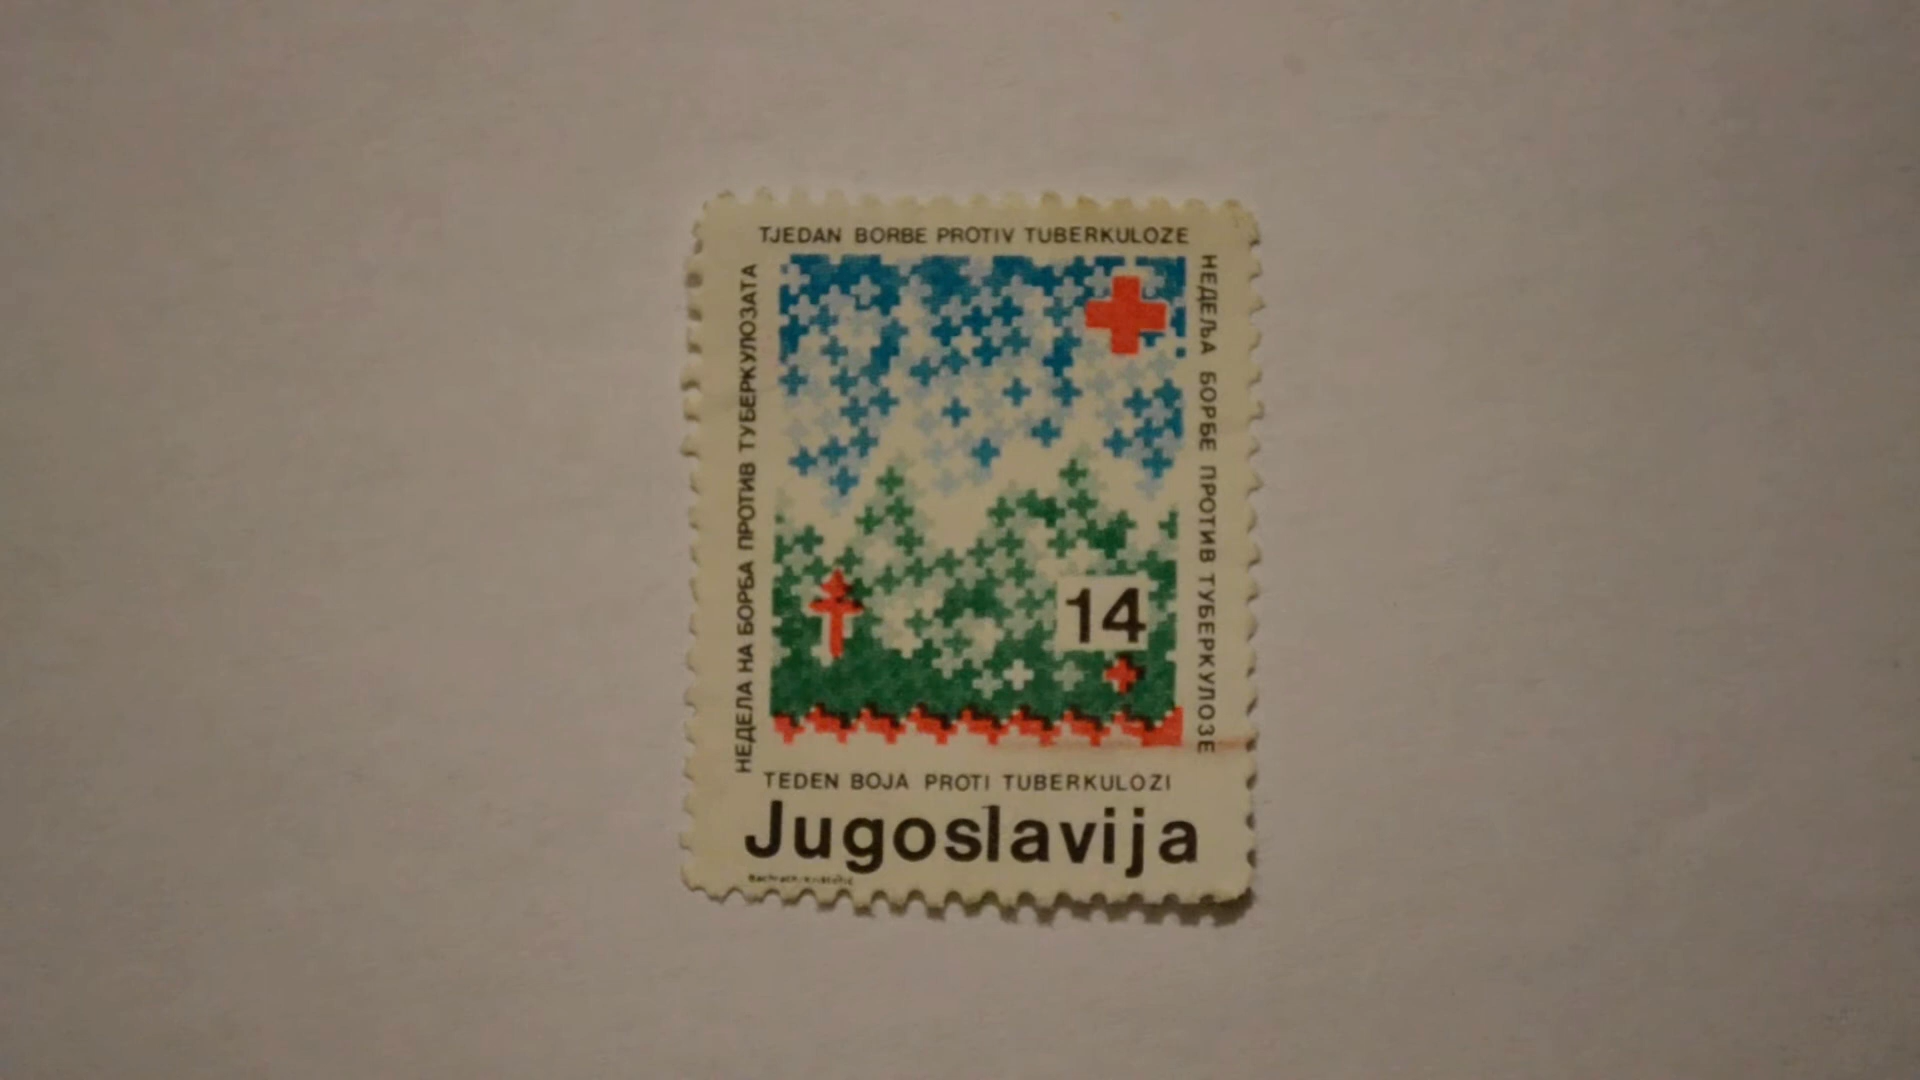 TJEDAN BORBE PROTIV TUBERKULOZE
НЕДЕЛА НА БОРБА ПРОТИВ ТУБЕРКУЛОЗАТА
НЕДЕЉА БОРБЕ ПРОТИВ ТУБЕРКУЛОЗЕ
14
TEDEN BOJA PROTI TUBERKULOZI
Jugoslavija